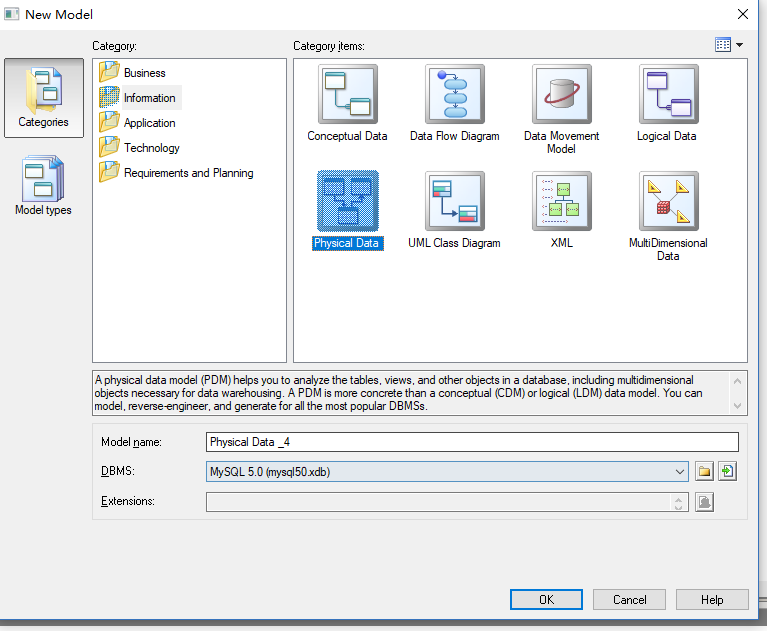 New Model
Category:
Category items:
Categories
Model types
Business
Information
Application
Technology
Requirements and Planning
Conceptual Data
Data Flow Diagram
Data Movement
Model
Logical Data
Physical Data
UML Class Diagram
XML
MultiDimensional
Data
A physical data model (PDM) helps you to analyze the tables, views, and other objects in a database, including multidimensional
objects necessary for data warehousing. A PDM is more concrete than a conceptual (CDM) or logical (LDM) data model. You can
model, reverse-engineer, and generate for all the most popular DBMSs.
Model name:
Physical Data _4
DBMS:
MySQL 5.0 (mysql50.xdb)
Extensions:
OK
Cancel
Help